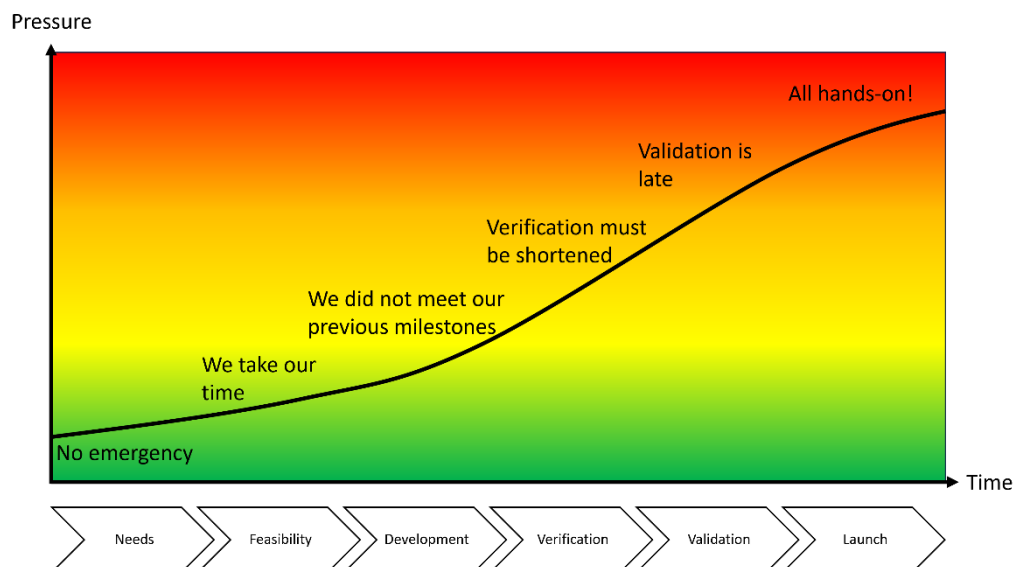 Pressure
All hands-on!
Validation is
late
Verification must
be shortened
We did not meet our
previous milestones
We take our
time
No emergency
Time
Needs
Feasibility
Development
Verification
Validation
Launch